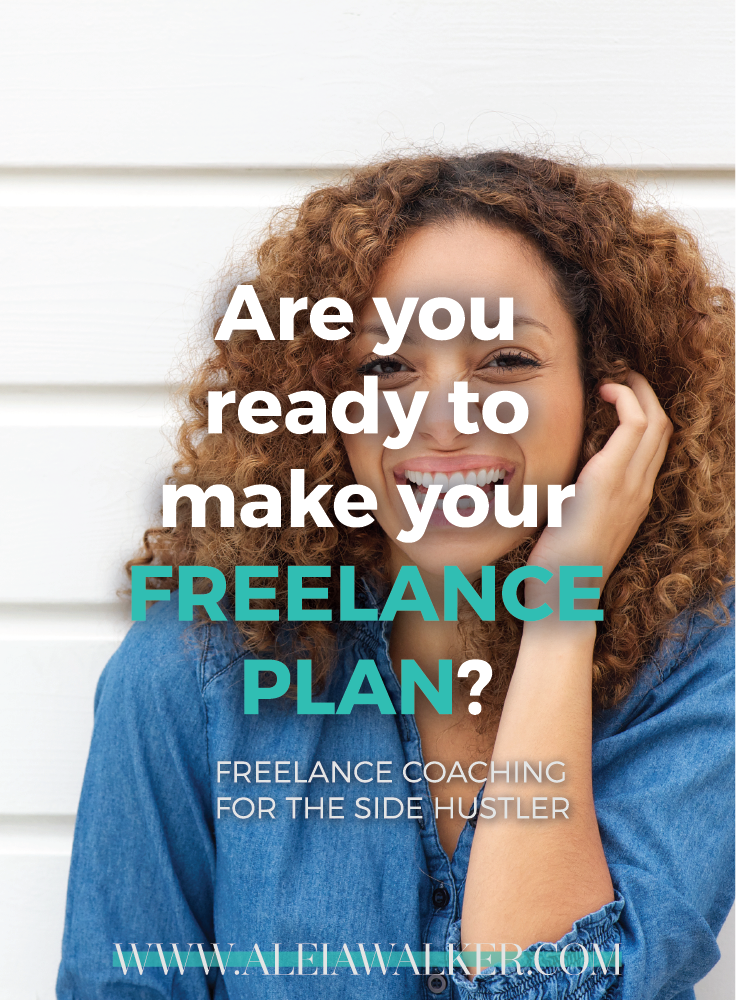 Are you
ready to
make your
FREELANCE
PLAN?
FREELANCE COACHING
FOR THE SIDE HUSTLER
WWW.ALEIAWALKER.COM